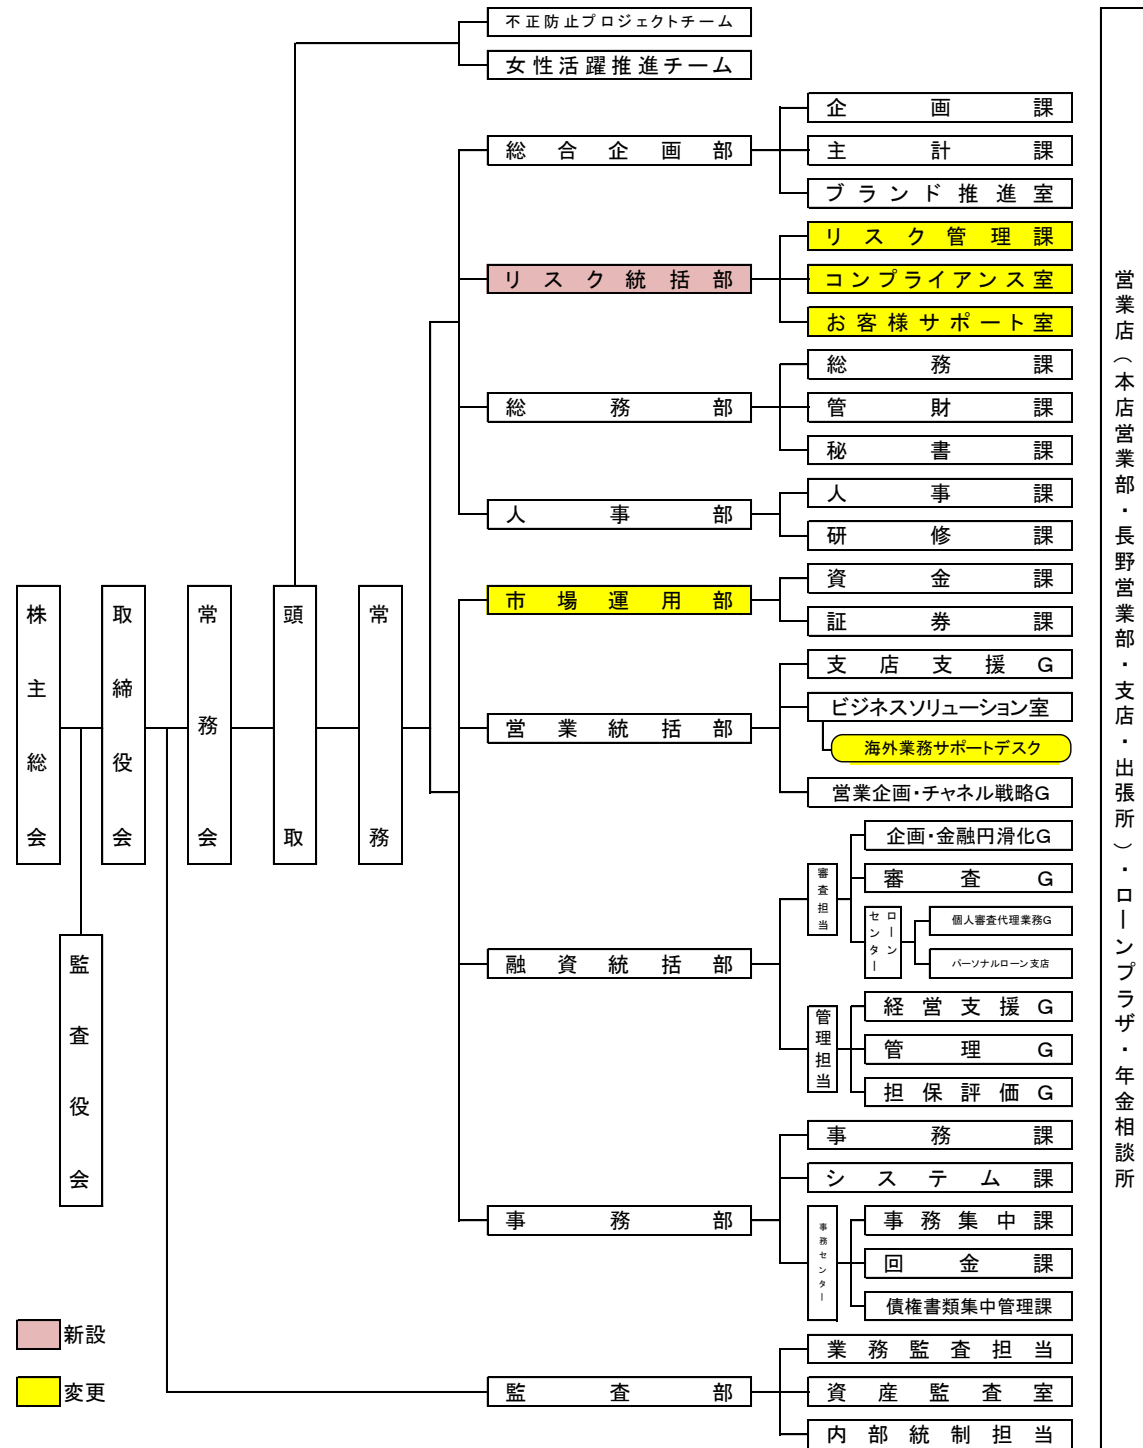 不正防止プロジェクトチーム
女性活躍推進チーム
企画課
総合企画部
主計課
ブランド推進室
リスク管理課
リスク統括部
コンプライアンス室
お客様サポート室
総務課
総務部
管財課
秘書課
人事課
人事部
研修課
資金課
市場運用部
証券課
株主総会
取締役会
常務会
頭取
常務
監査役会
支店支援G
営業統括部
ビジネスソリューション室
海外業務サポートデスク
営業企画・チャネル戦略G
融資統括部
審査担当
企画・金融円滑化G
審査G
ローン
センター
個人審査代理業務G
パーソナルローン支店
管理担当
経営支援G
管理G
担保評価G
事務課
システム課
事務部
事務センター
事務集中課
回金課
債権書類集中管理課
業務監査担当
監査部
資産監査室
内部統制担当
営業店(本店営業部・長野営業部・支店・出張所)・ローンプラザ・年金相談所
新設
変更